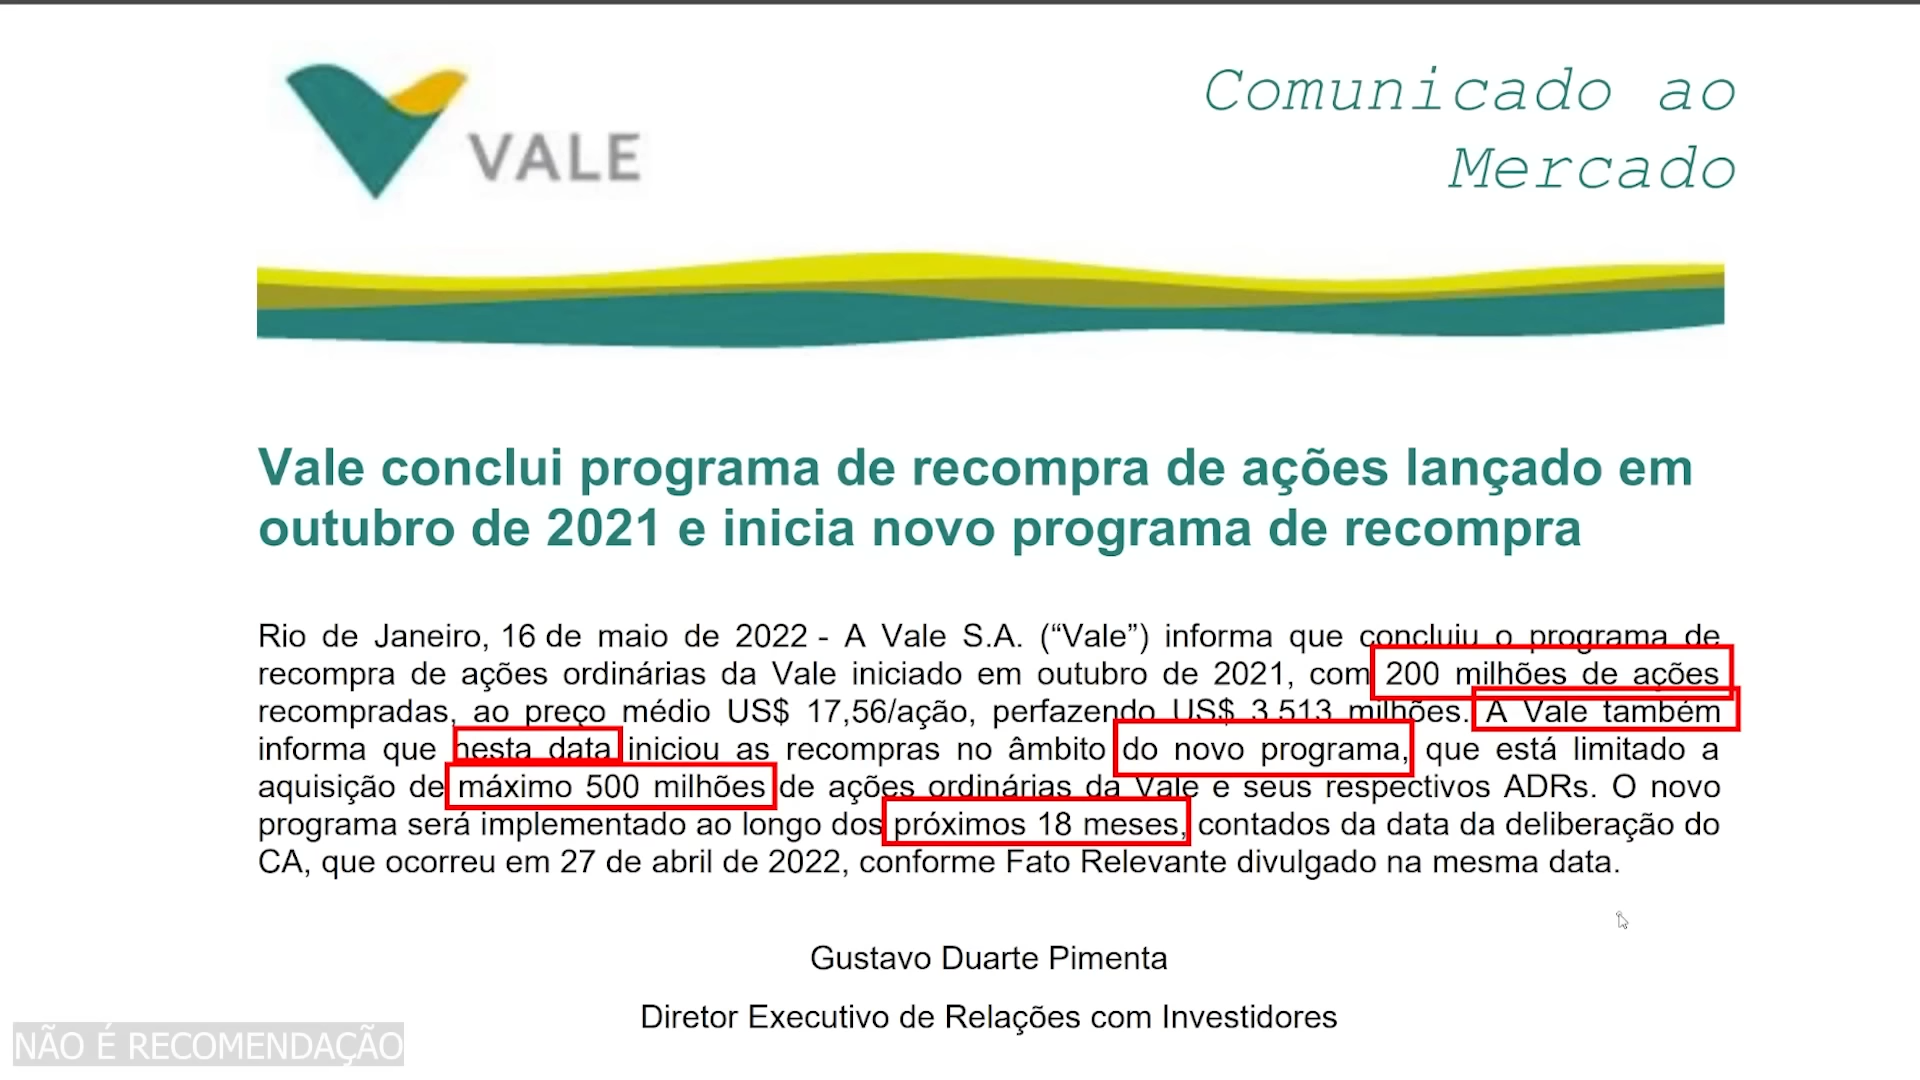 VALE
Comunicado ao
Mercado
Vale conclui programa de recompra de ações lançado em
outubro de 2021 e inicia novo programa de recompra
Rio de Janeiro, 16 de maio de 2022 - A Vale S.A. (“Vale”) informa que concluiu o programa de
recompra de ações ordinárias da Vale iniciado em outubro de 2021, com 200 milhões de ações
recompradas, ao preço médio US$ 17,56/ação, perfazendo US$ 3.513 milhões. A Vale também
informa que nesta data iniciou as recompras no âmbito do novo programa, que está limitado a
aquisição de máximo 500 milhões de ações ordinárias da Vale e seus respectivos ADRs. O novo
programa será implementado ao longo dos próximos 18 meses, contados da data da deliberação do
CA, que ocorreu em 27 de abril de 2022, conforme Fato Relevante divulgado na mesma data.
Gustavo Duarte Pimenta
Diretor Executivo de Relações com Investidores
NÃO É RECOMENDAÇÃO